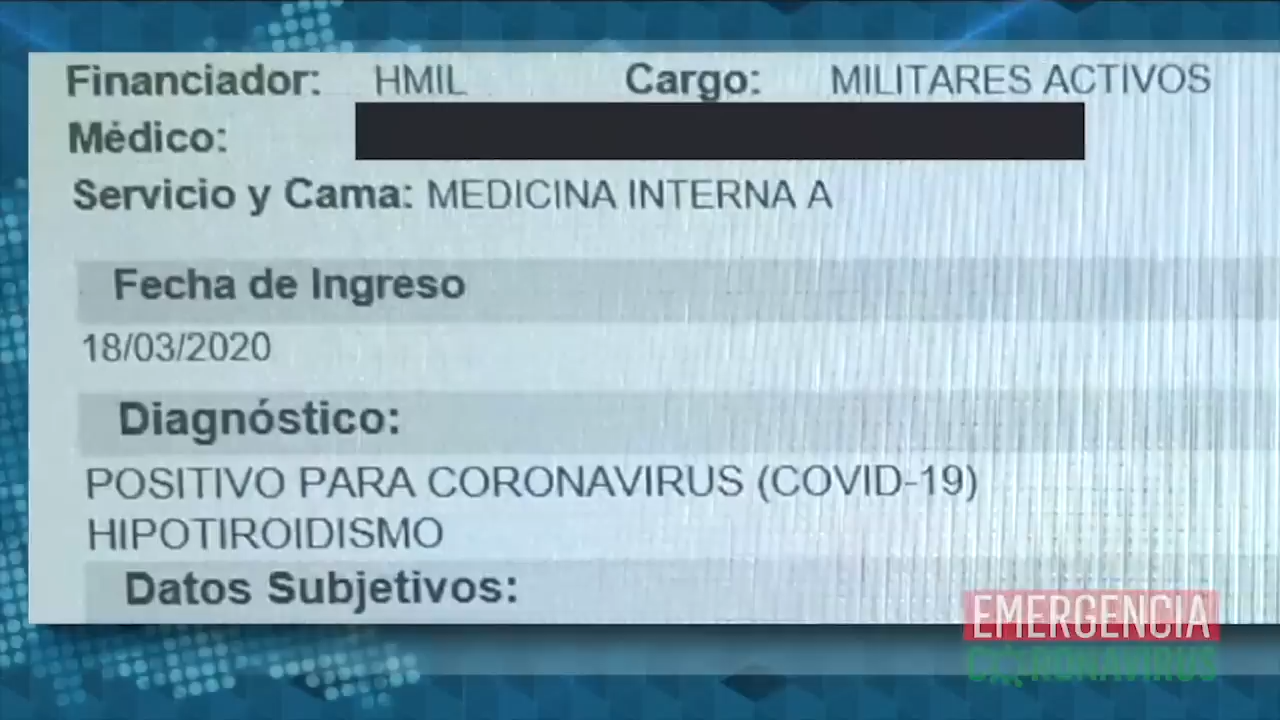 Financiador: HMIL Cargo: MILITARES ACTIVOS
Médico:
Servicio y Cama: MEDICINA INTERNA A
Fecha de Ingreso
18/03/2020
Diagnóstico:
POSITIVO PARA CORONAVIRUS (COVID-19)
HIPOTIROIDISMO
Datos Subjetivos:
EMERGENCIA
CORONAVIRUS